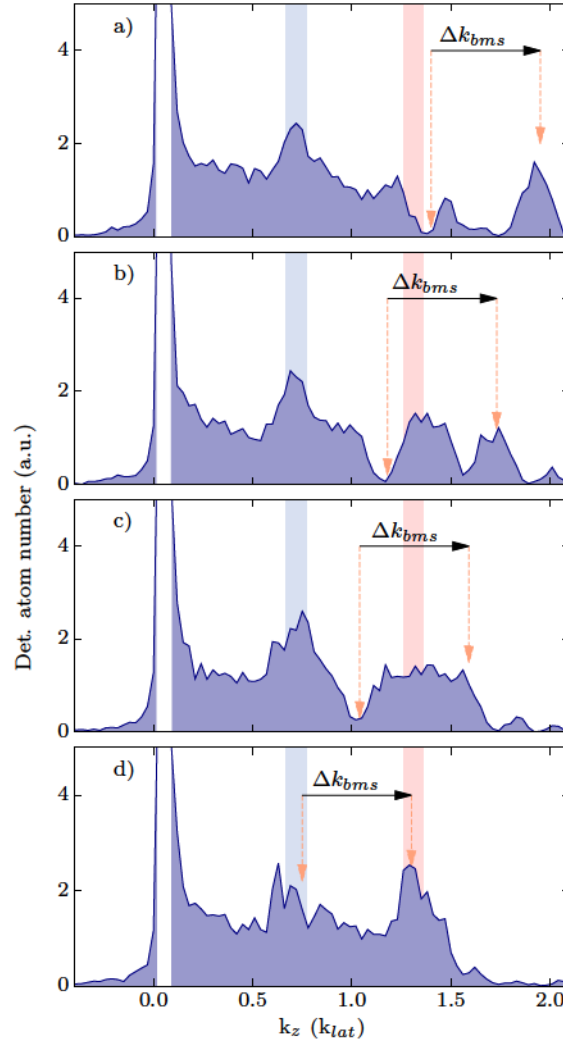 a)
Δk_bms
4
2
0
b)
Δk_bms
4
2
0
c)
Δk_bms
4
2
0
d)
Δk_bms
4
2
0
Det. atom number (a.u.)
0.0 0.5 1.0 1.5 2.0
k_z (k_lat)